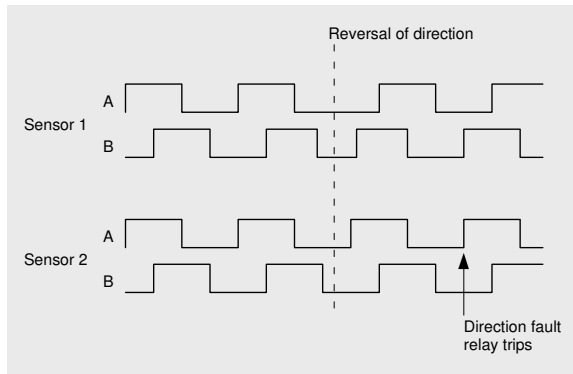 Reversal of direction
A
Sensor 1
B
A
Sensor 2
B
Direction fault
relay trips